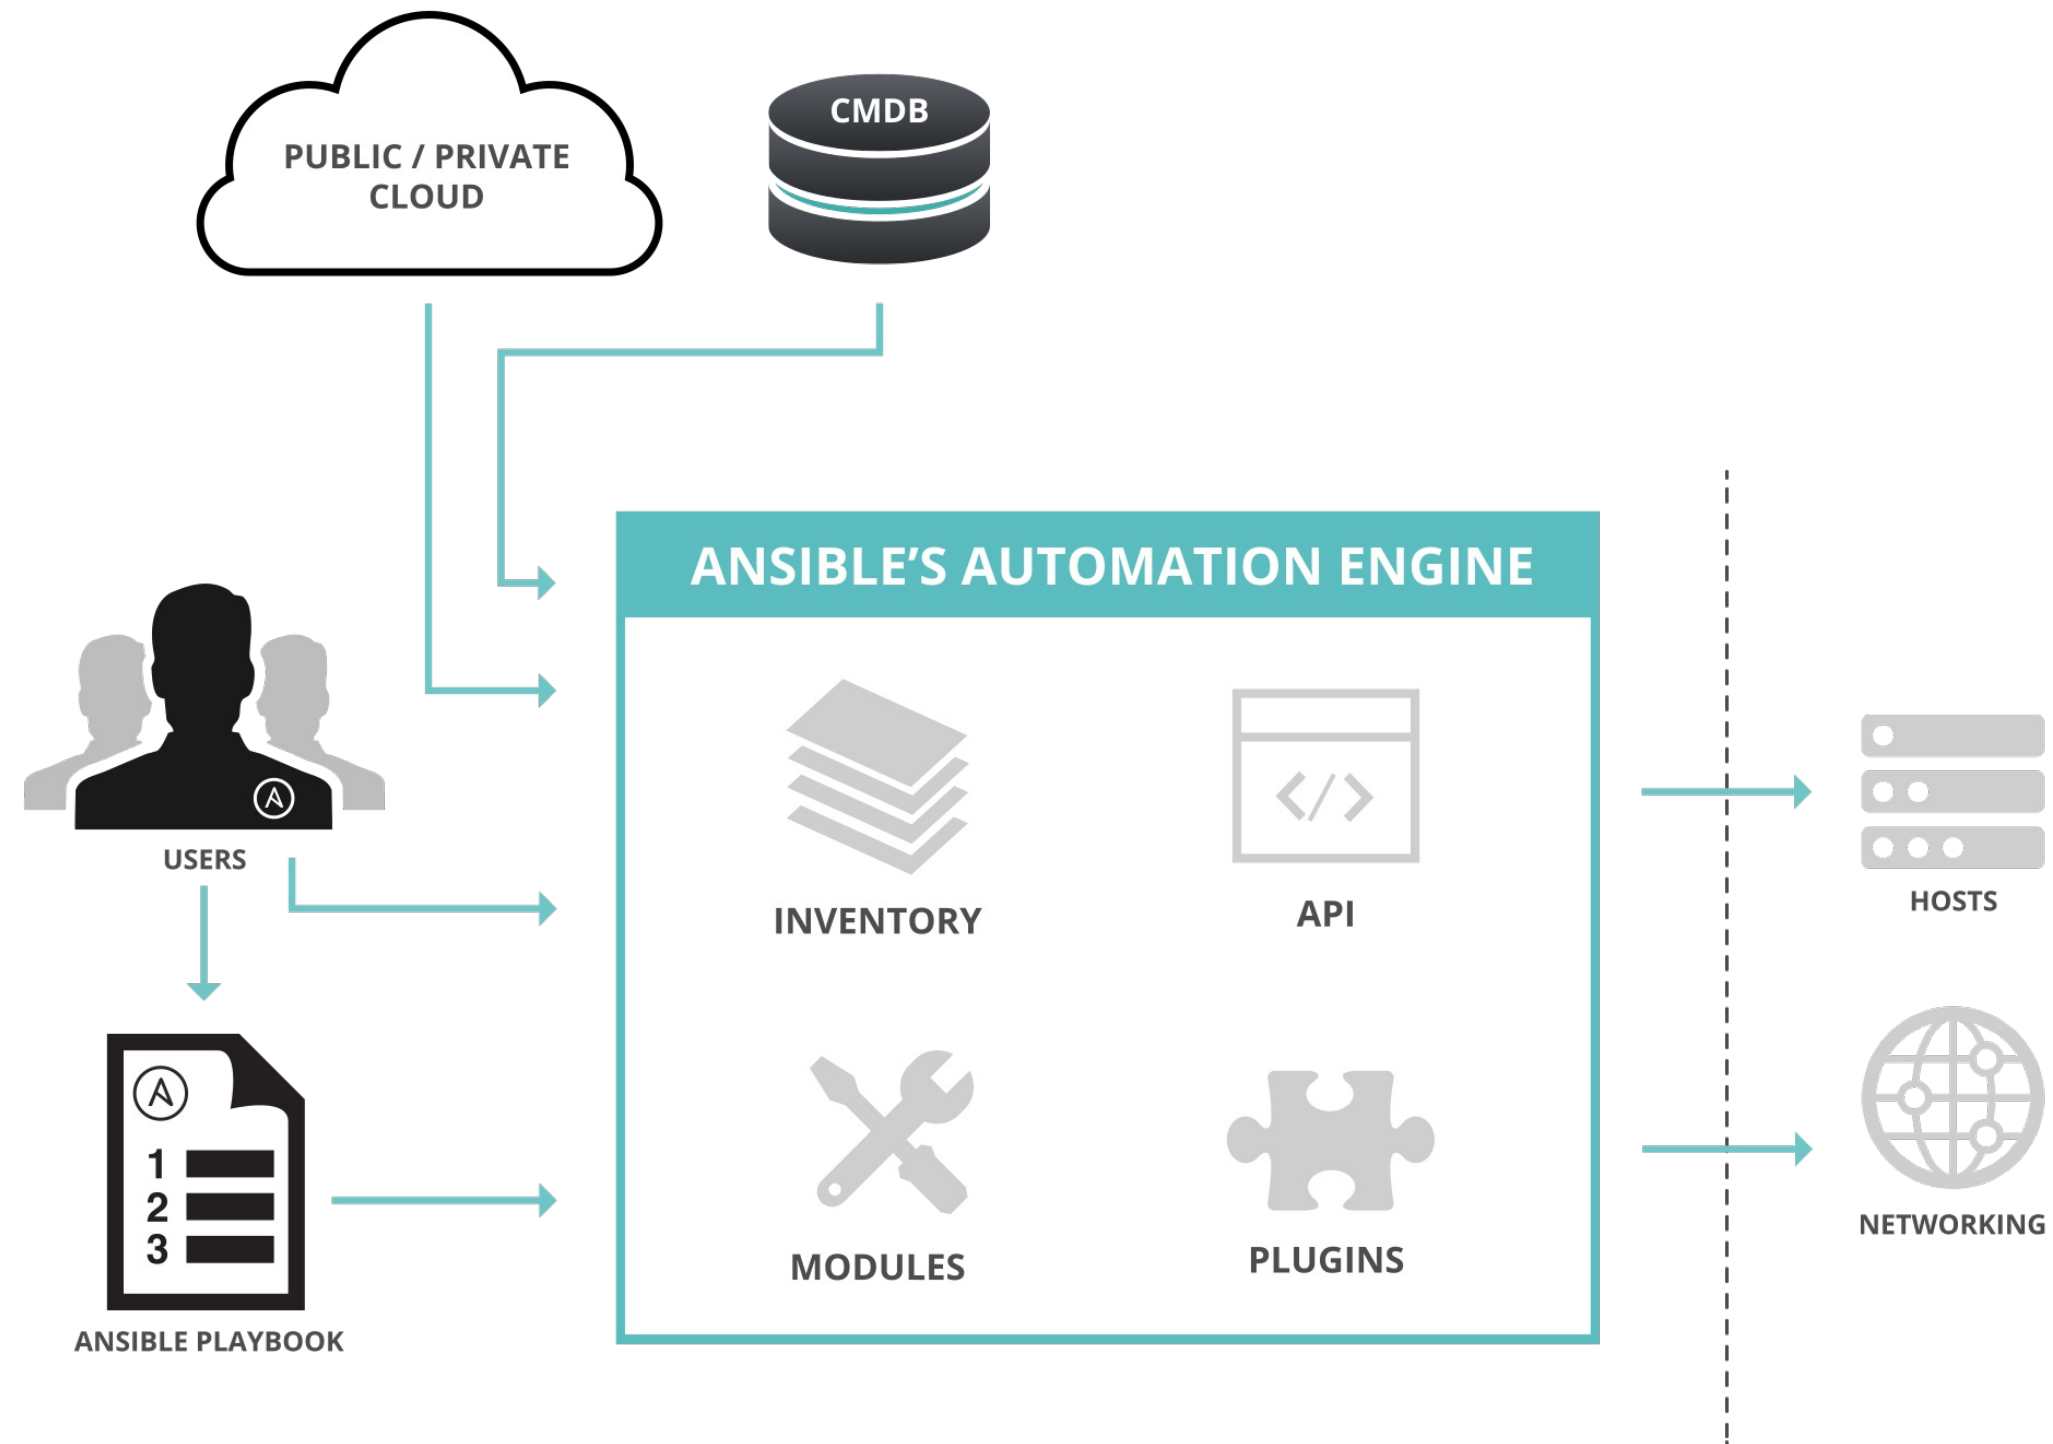 PUBLIC / PRIVATE
CLOUD
CMDB
ANSIBLE’S AUTOMATION ENGINE
USERS
INVENTORY
API
HOSTS
1
2
3
MODULES
PLUGINS
NETWORKING
ANSIBLE PLAYBOOK